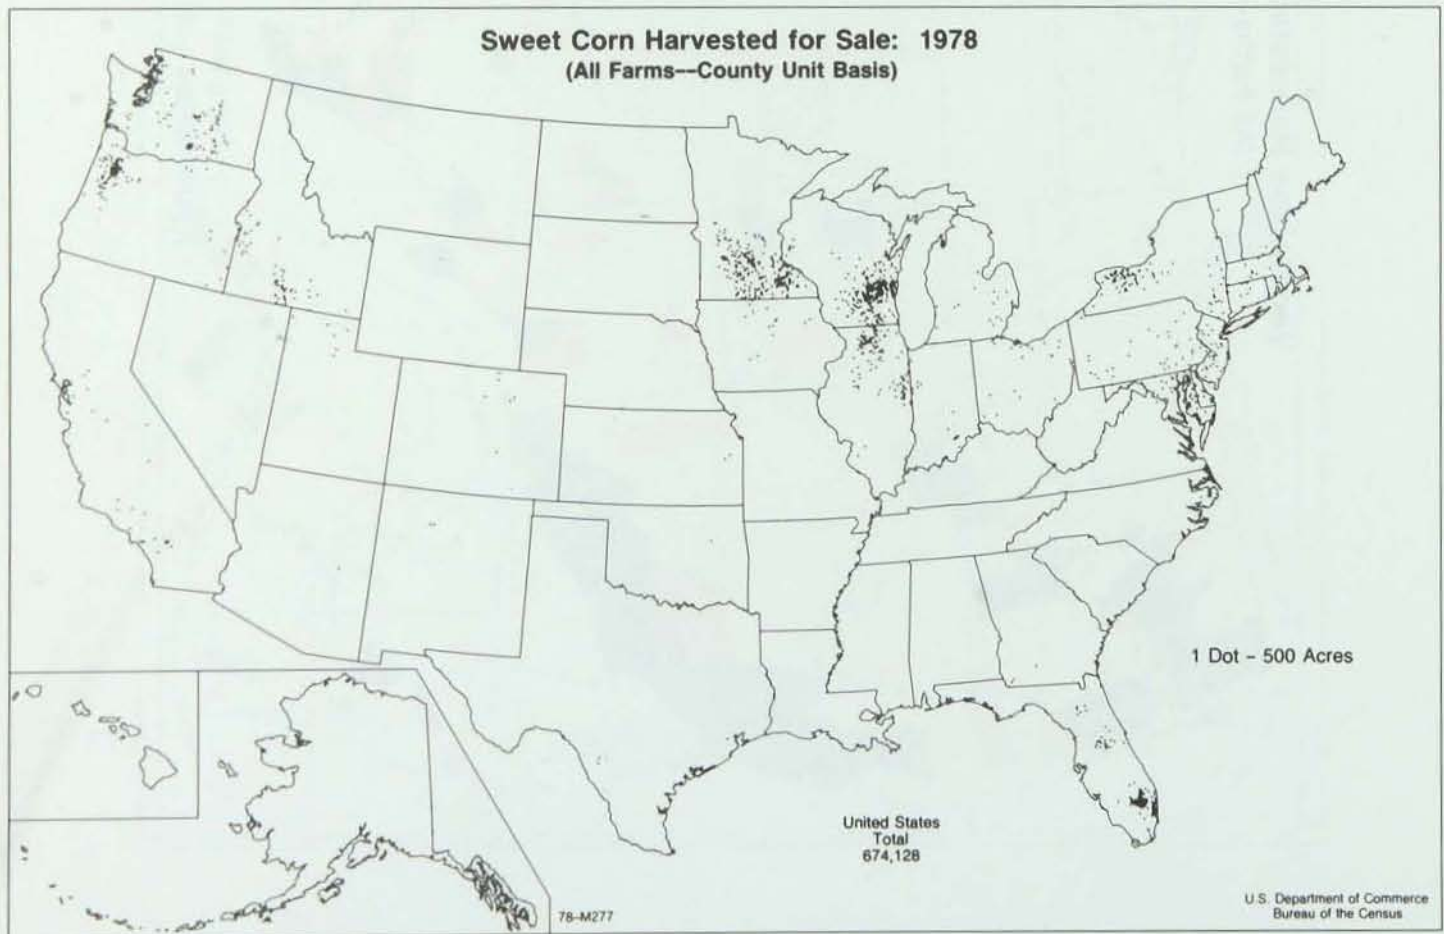 Sweet Corn Harvested for Sale: 1978
(All Farms--County Unit Basis)
1 Dot - 500 Acres
United States
Total
674,128
78-M277
U.S. Department of Commerce
Bureau of the Census